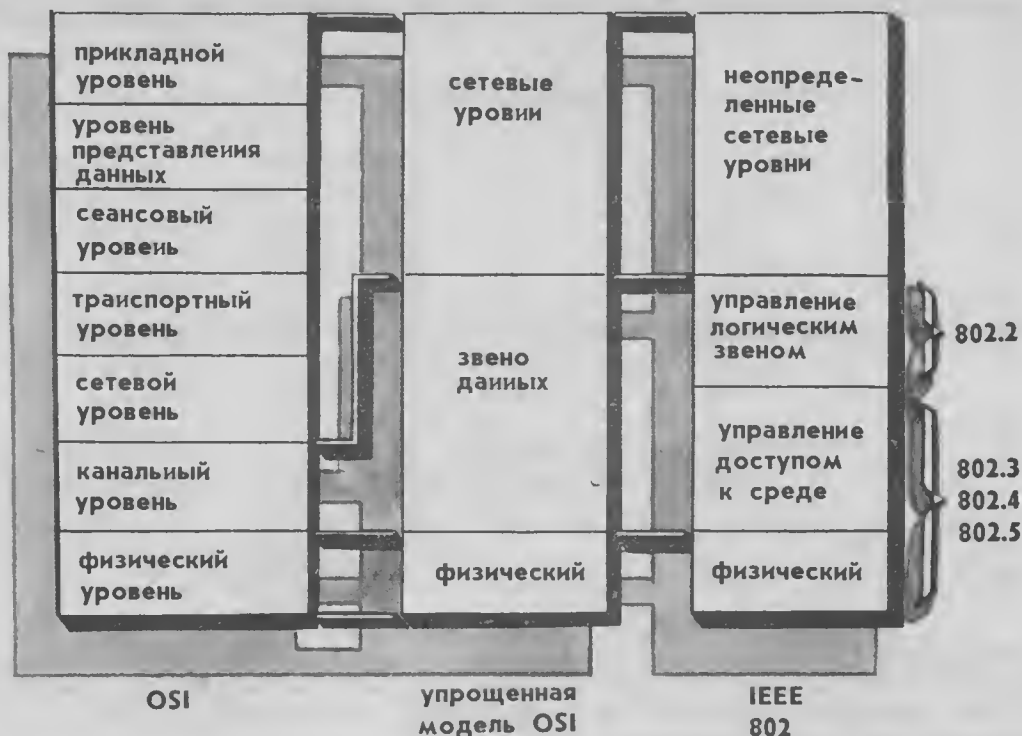 прикладной
уровень
уровень
представления
данных
сеансовый
уровень
транспортный
уровень
сетевой
уровень
канальный
уровень
физический
уровень
OSI
сетевые
уровни
звено
данных
физический
упрощенная
модель OSI
неопреде-
ленные
сетевые
уровни
управление
логическим
звеном
управление
доступом
к среде
физический
IEEE
802
802.2
802.3
802.4
802.5